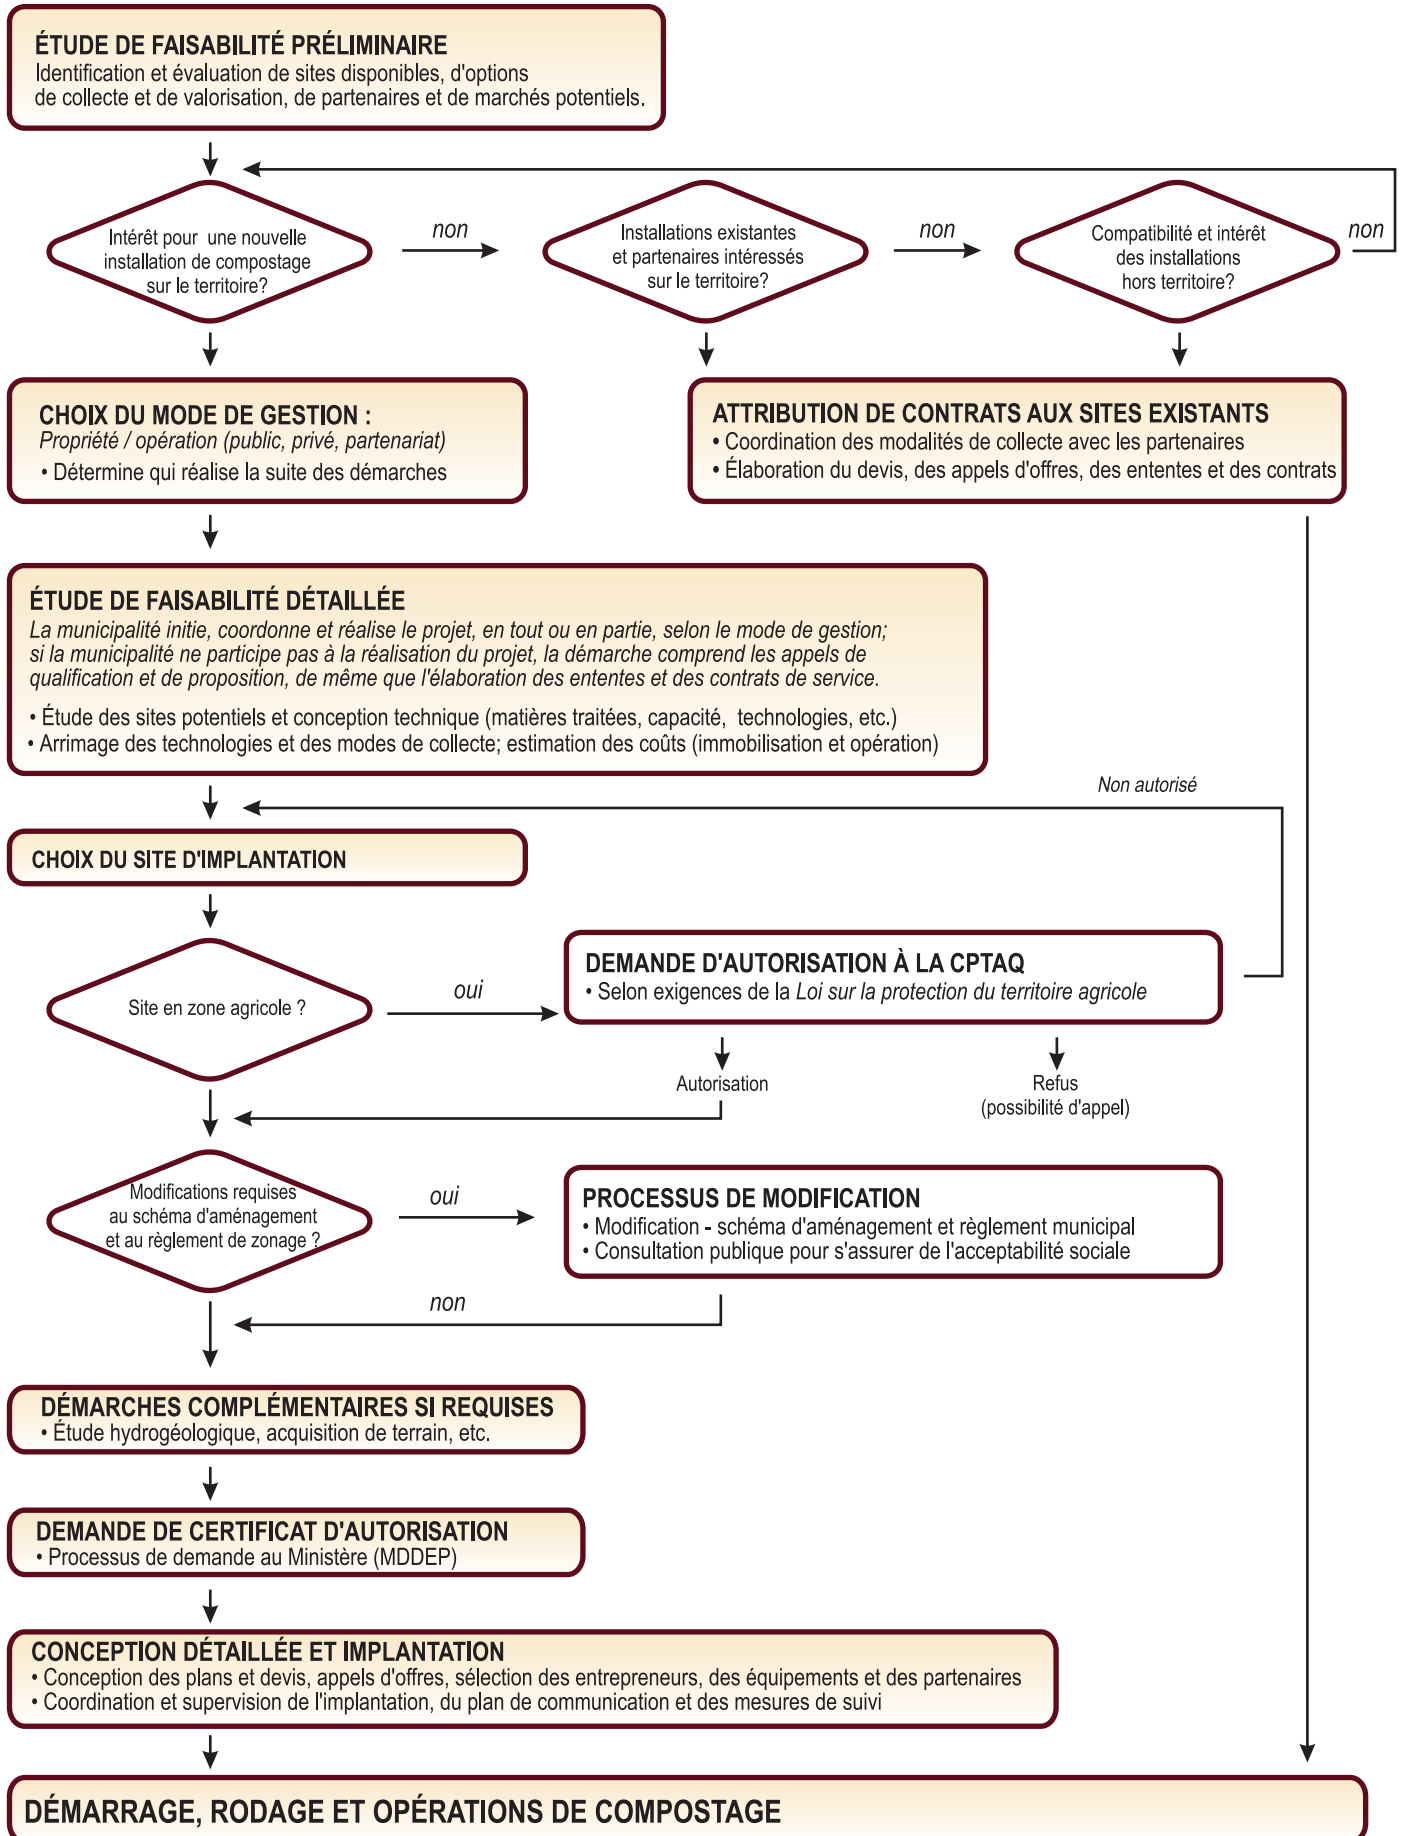 ÉTUDE DE FAISABILITÉ PRÉLIMINAIRE
Identification et évaluation de sites disponibles, d'options
de collecte et de valorisation, de partenaires et de marchés potentiels.
Intérêt pour une nouvelle
installation de compostage
sur le territoire?
non
Installations existantes
et partenaires intéressés
sur le territoire?
non
Compatibilité et intérêt
des installations
hors territoire?
non
CHOIX DU MODE DE GESTION :
Propriété / opération (public, privé, partenariat)
• Détermine qui réalise la suite des démarches
ATTRIBUTION DE CONTRATS AUX SITES EXISTANTS
• Coordination des modalités de collecte avec les partenaires
• Élaboration du devis, des appels d'offres, des ententes et des contrats
ÉTUDE DE FAISABILITÉ DÉTAILLÉE
La municipalité initie, coordonne et réalise le projet, en tout ou en partie, selon le mode de gestion;
si la municipalité ne participe pas à la réalisation du projet, la démarche comprend les appels de
qualification et de proposition, de même que l'élaboration des ententes et des contrats de service.
• Étude des sites potentiels et conception technique (matières traitées, capacité, technologies, etc.)
• Arrimage des technologies et des modes de collecte; estimation des coûts (immobilisation et opération)
Non autorisé
CHOIX DU SITE D'IMPLANTATION
Site en zone agricole ?
oui
DEMANDE D'AUTORISATION À LA CPTAQ
• Selon exigences de la Loi sur la protection du territoire agricole
Autorisation
Refus
(possibilité d'appel)
Modifications requises
au schéma d'aménagement
et au règlement de zonage ?
oui
PROCESSUS DE MODIFICATION
• Modification - schéma d'aménagement et règlement municipal
• Consultation publique pour s'assurer de l'acceptabilité sociale
non
DÉMARCHES COMPLÉMENTAIRES SI REQUISES
• Étude hydrogéologique, acquisition de terrain, etc.
DEMANDE DE CERTIFICAT D'AUTORISATION
• Processus de demande au Ministère (MDDEP)
CONCEPTION DÉTAILLÉE ET IMPLANTATION
• Conception des plans et devis, appels d'offres, sélection des entrepreneurs, des équipements et des partenaires
• Coordination et supervision de l'implantation, du plan de communication et des mesures de suivi
DÉMARRAGE, RODAGE ET OPÉRATIONS DE COMPOSTAGE